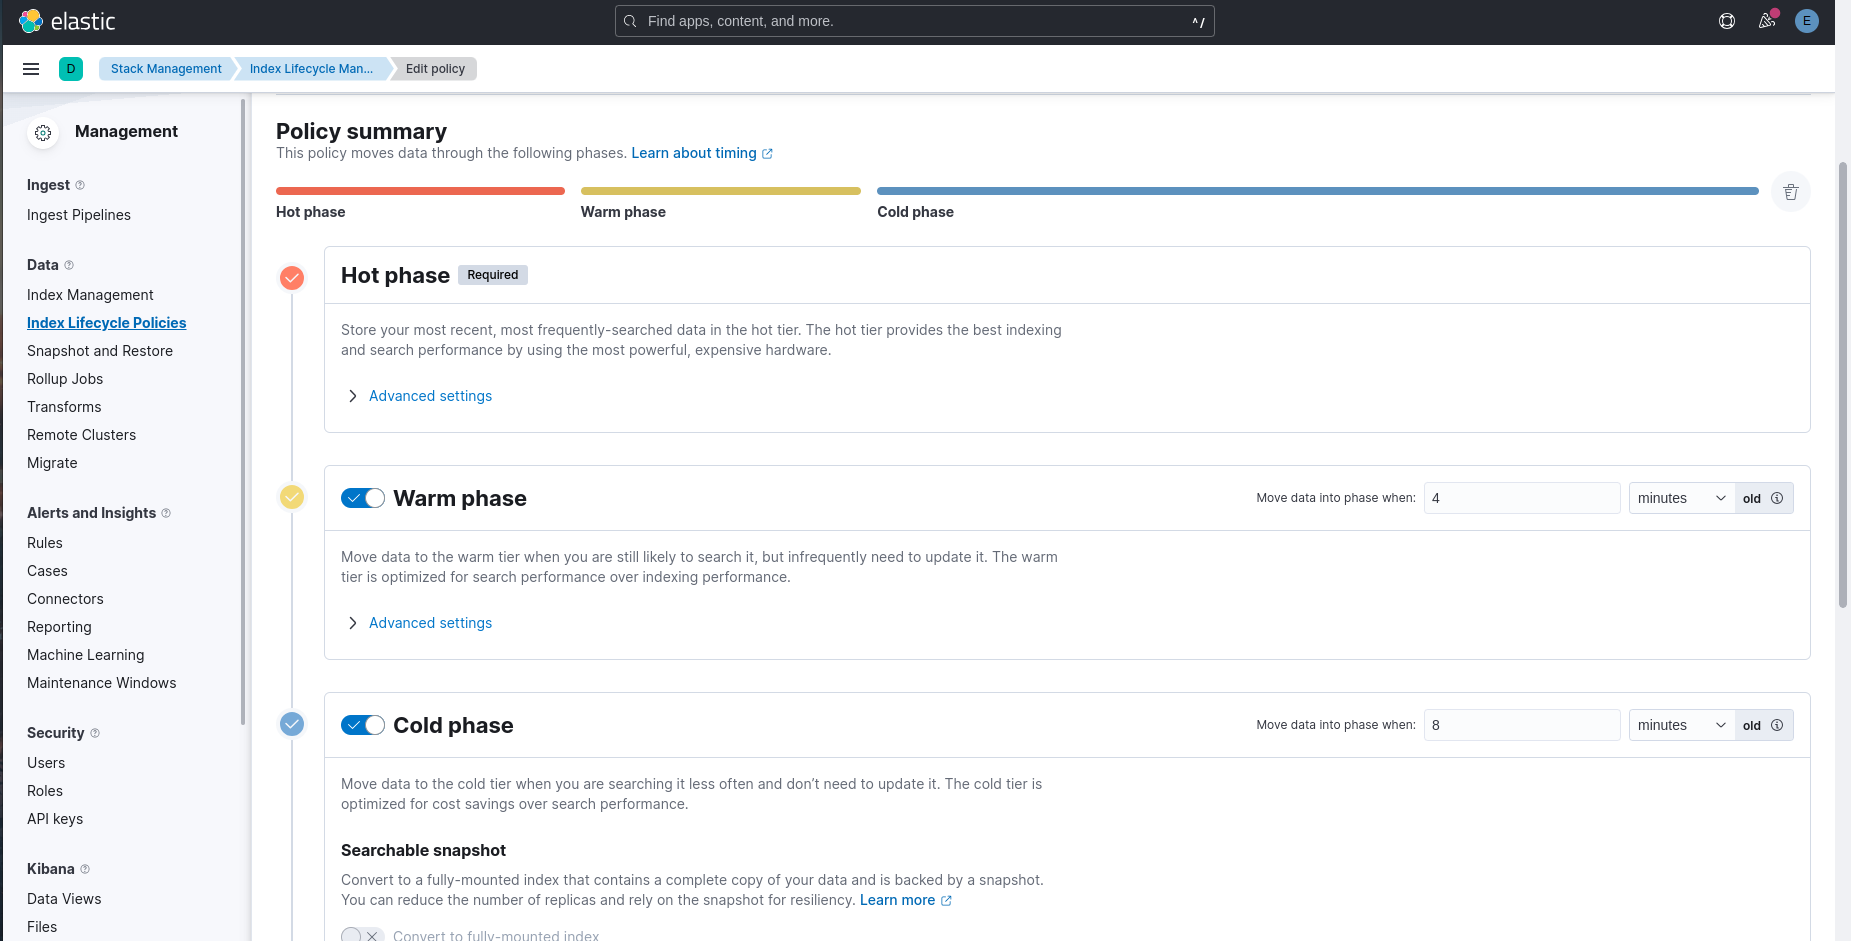 elastic
Find apps, content, and more.
^/
E
D
Stack Management
Index Lifecycle Man...
Edit policy
Management
Ingest
Ingest Pipelines
Data
Index Management
Index Lifecycle Policies
Snapshot and Restore
Rollup Jobs
Transforms
Remote Clusters
Migrate
Alerts and Insights
Rules
Cases
Connectors
Reporting
Machine Learning
Maintenance Windows
Security
Users
Roles
API keys
Kibana
Data Views
Files
Policy summary
This policy moves data through the following phases. Learn about timing
Hot phase
Warm phase
Cold phase
Hot phase Required
Store your most recent, most frequently-searched data in the hot tier. The hot tier provides the best indexing
and search performance by using the most powerful, expensive hardware.
Advanced settings
Warm phase
Move data into phase when: 4 minutes old
Move data to the warm tier when you are still likely to search it, but infrequently need to update it. The warm
tier is optimized for search performance over indexing performance.
Advanced settings
Cold phase
Move data into phase when: 8 minutes old
Move data to the cold tier when you are searching it less often and don’t need to update it. The cold tier is
optimized for cost savings over search performance.
Searchable snapshot
Convert to a fully-mounted index that contains a complete copy of your data and is backed by a snapshot.
You can reduce the number of replicas and rely on the snapshot for resiliency. Learn more
Convert to fully-mounted index